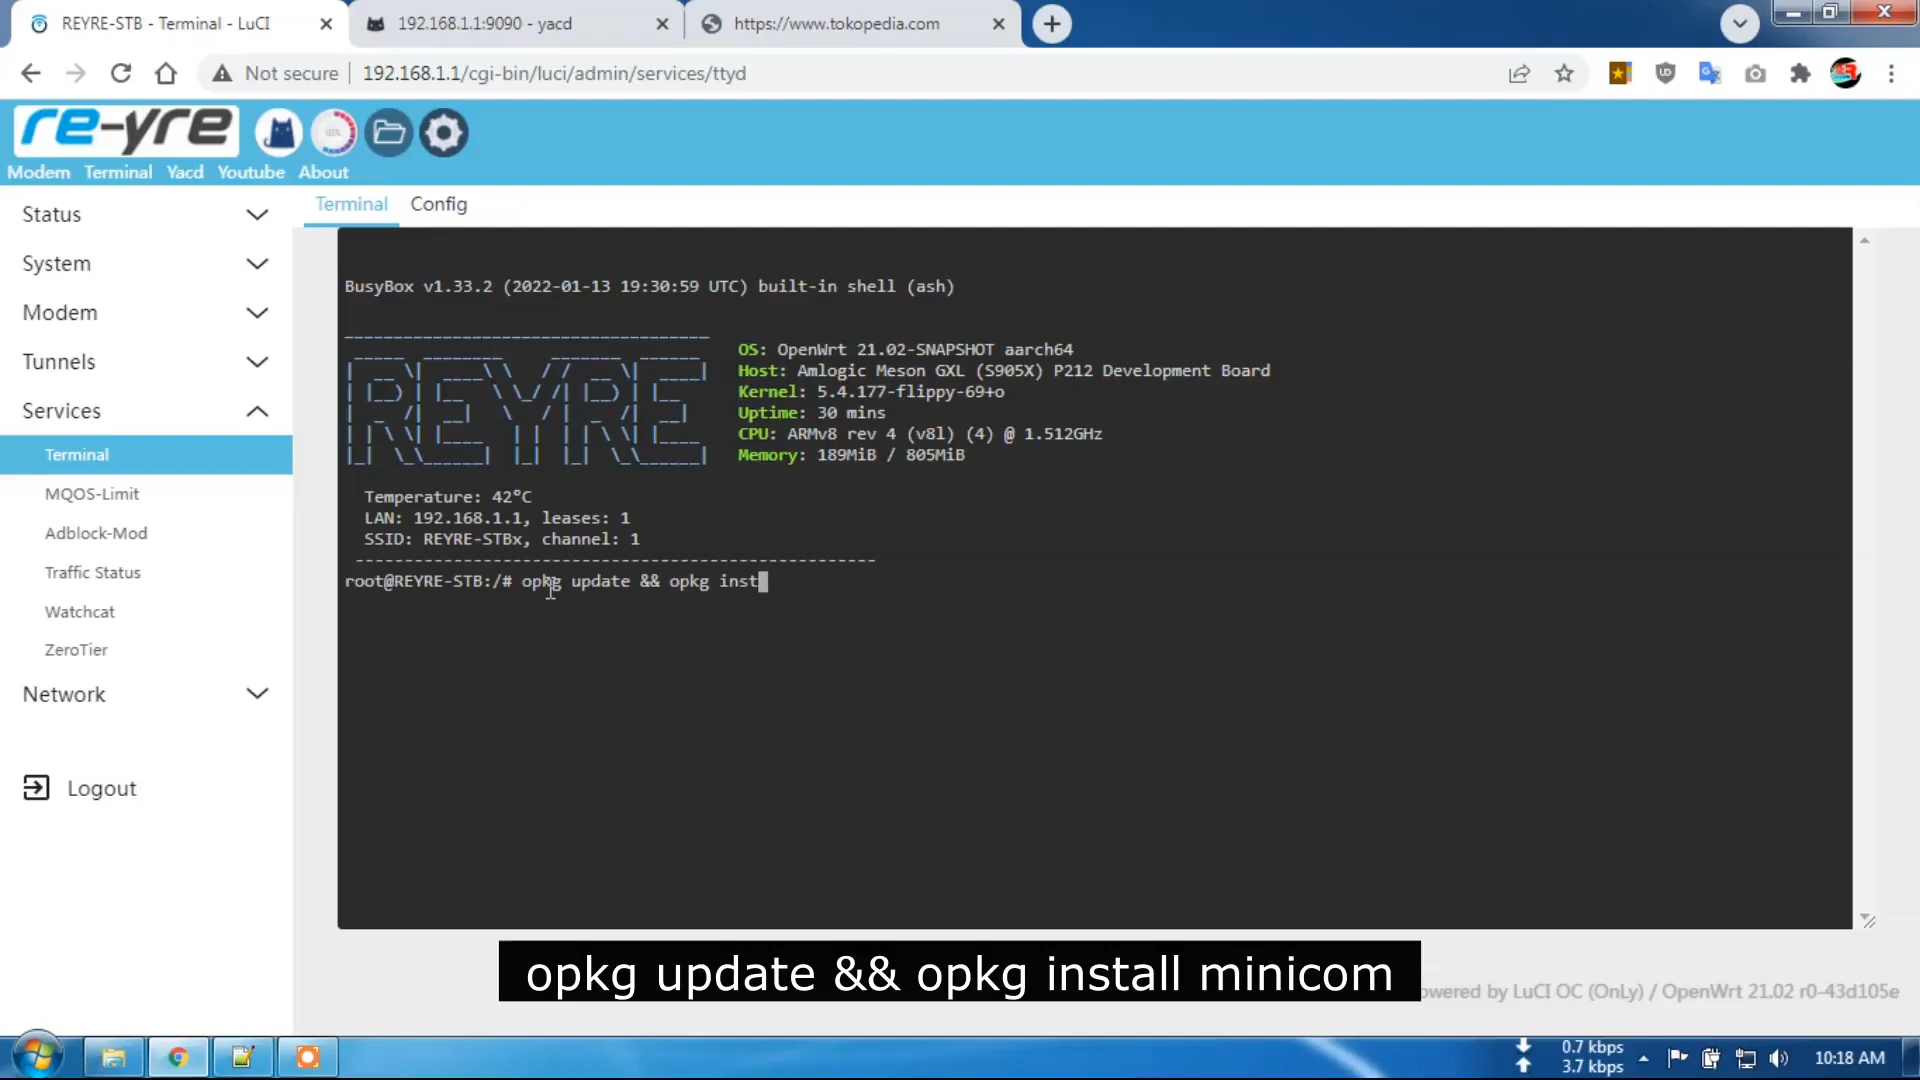 REYRE-STB - Terminal - LuCI
192.168.1.1:9090 - yacd
https://www.tokopedia.com
Not secure
192.168.1.1/cgi-bin/luci/admin/services/ttyd
re-yre
Modem Terminal Yacd Youtube About
Terminal Config
Status
System
Modem
Tunnels
Services
Terminal
MQOS-Limit
Adblock-Mod
Traffic Status
Watchcat
ZeroTier
Network
Logout
BusyBox v1.33.2 (2022-01-13 19:30:59 UTC) built-in shell (ash)
REYRE
OS: OpenWrt 21.02-SNAPSHOT aarch64
Host: Amlogic Meson GXL (S905X) P212 Development Board
Kernel: 5.4.177-flippy-69+o
Uptime: 30 mins
CPU: ARMv8 rev 4 (v8l) (4) @ 1.512GHz
Memory: 189MiB / 805MiB
Temperature: 42°C
LAN: 192.168.1.1, leases: 1
SSID: REYRE-STBx, channel: 1
root@REYRE-STB:/# opkg update && opkg inst
opkg update && opkg install minicom
owered by LuCI OC (OnLy) / OpenWrt 21.02 r0-43d105e
0.7 kbps
3.7 kbps
10:18 AM